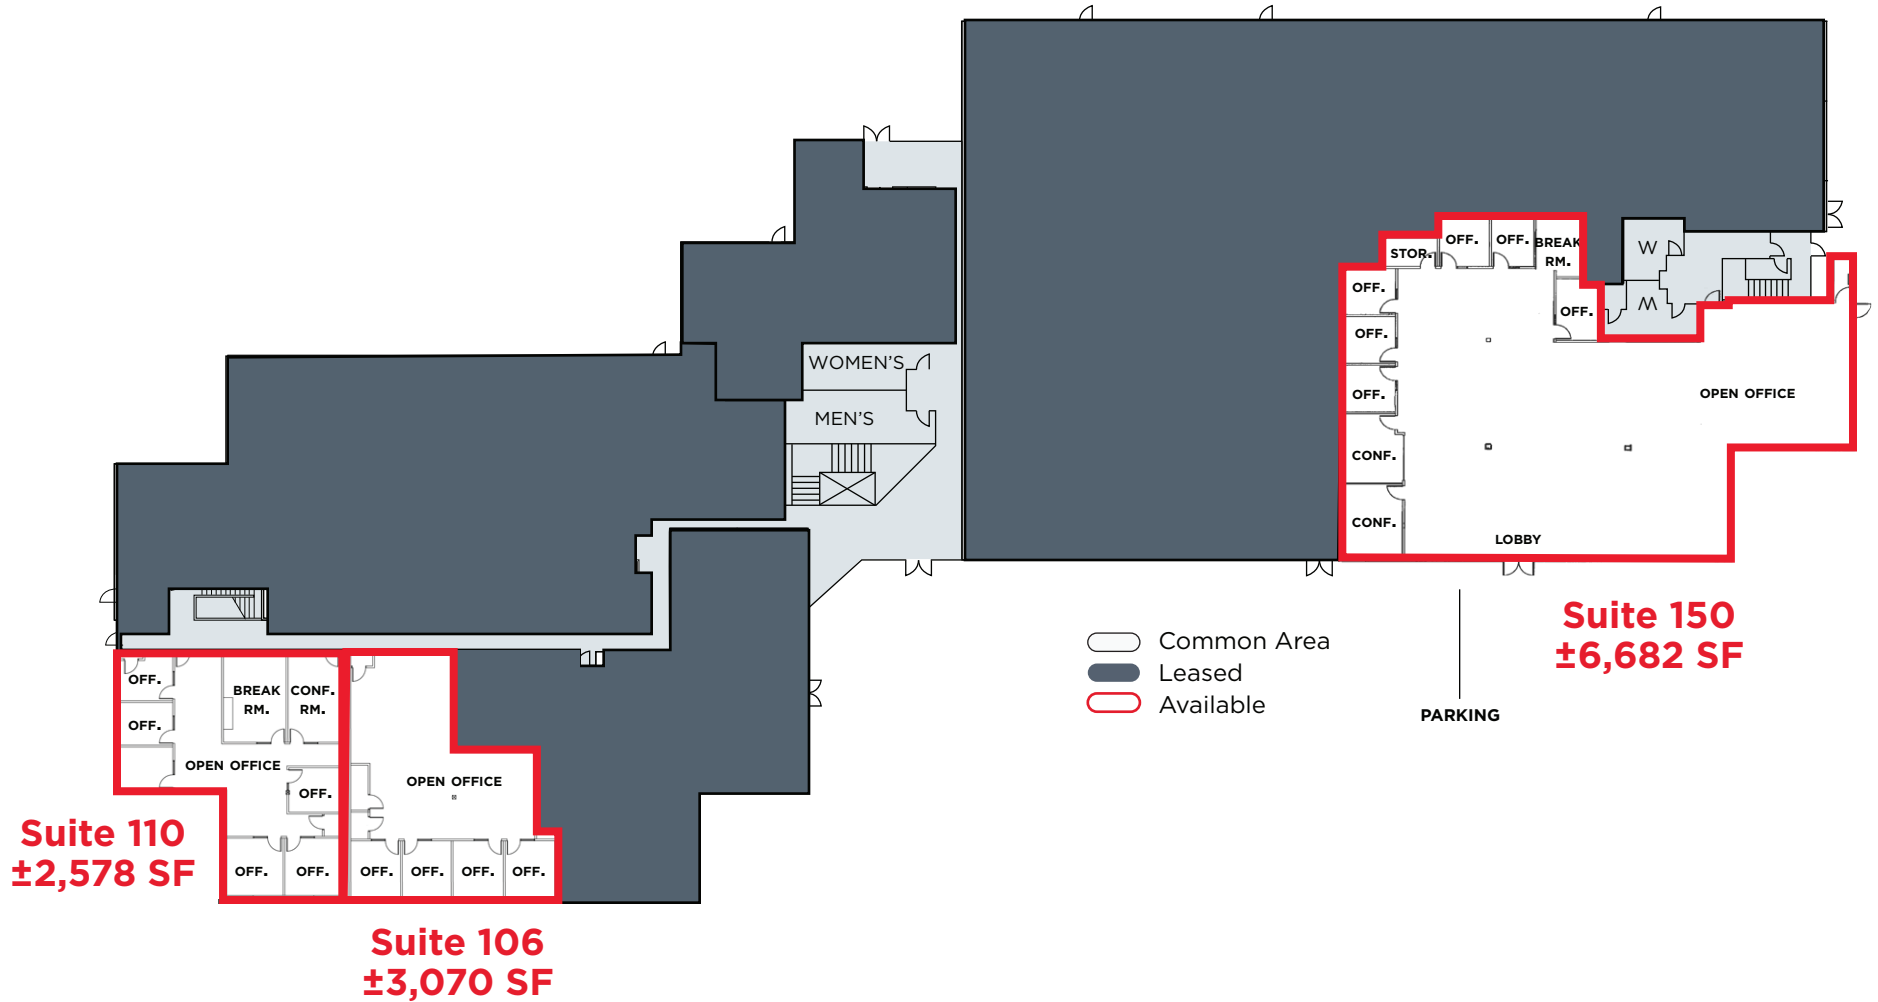 OFF.
OFF.
BREAK
RM.
STOR.
W
OFF.
OFF.
M
OFF.
OFF.
WOMEN'S
OPEN OFFICE
MEN'S
CONF.
CONF.
LOBBY
Suite 150
±6,682 SF
Common Area
Leased
Available
PARKING
OFF.
BREAK
RM.
CONF.
RM.
OFF.
OPEN OFFICE
OFF.
OPEN OFFICE
OFF.
OFF.
OFF.
OFF.
OFF.
OFF.
Suite 110
±2,578 SF
Suite 106
±3,070 SF